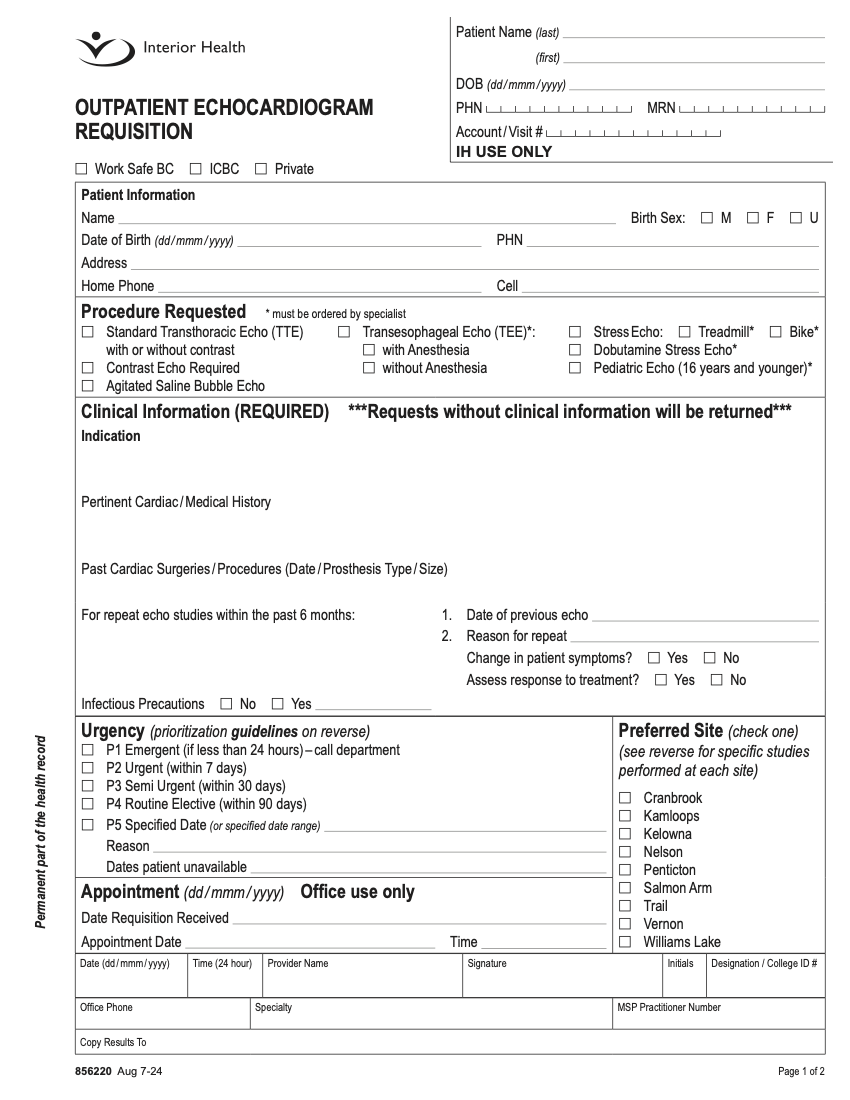 Interior Health
OUTPATIENT ECHOCARDIOGRAM
REQUISITION
Patient Name (last)
(first)
DOB (dd/mmm/yyyy)
PHN MRN
Account/Visit #
IH USE ONLY
☐ Work Safe BC ☐ ICBC ☐ Private
Patient Information
Name Birth Sex: ☐ M ☐ F ☐ U
Date of Birth (dd/mmm/yyyy) PHN
Address
Home Phone Cell
Procedure Requested * must be ordered by specialist
☐ Standard Transthoracic Echo (TTE) ☐ Transesophageal Echo (TEE)*: ☐ Stress Echo: ☐ Treadmill* ☐ Bike*
with or without contrast ☐ with Anesthesia ☐ Dobutamine Stress Echo*
☐ Contrast Echo Required ☐ without Anesthesia ☐ Pediatric Echo (16 years and younger)*
☐ Agitated Saline Bubble Echo
Clinical Information (REQUIRED) ***Requests without clinical information will be returned***
Indication
Pertinent Cardiac/Medical History
Past Cardiac Surgeries/Procedures (Date/Prosthesis Type/Size)
For repeat echo studies within the past 6 months: 1. Date of previous echo
2. Reason for repeat
Change in patient symptoms? ☐ Yes ☐ No
Assess response to treatment? ☐ Yes ☐ No
Infectious Precautions ☐ No ☐ Yes
Urgency (prioritization guidelines on reverse)
☐ P1 Emergent (if less than 24 hours) – call department
☐ P2 Urgent (within 7 days)
☐ P3 Semi Urgent (within 30 days)
☐ P4 Routine Elective (within 90 days)
☐ P5 Specified Date (or specified date range)
Reason
Dates patient unavailable
Preferred Site (check one)
(see reverse for specific studies
performed at each site)
☐ Cranbrook
☐ Kamloops
☐ Kelowna
☐ Nelson
☐ Penticton
☐ Salmon Arm
☐ Trail
☐ Vernon
☐ Williams Lake
Appointment (dd/mmm/yyyy) Office use only
Date Requisition Received
Appointment Date Time
Date (dd/mmm/yyyy) Time (24 hour) Provider Name Signature Initials Designation / College ID #
Office Phone Specialty MSP Practitioner Number
Copy Results To
Permanent part of the health record
856220 Aug 7-24 Page 1 of 2